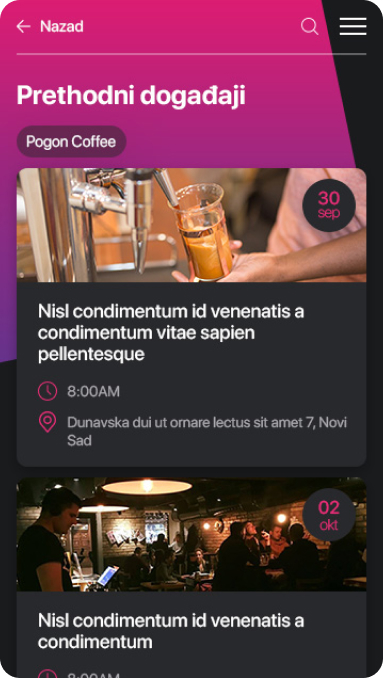 Nazad
Prethodni događaji
Pogon Coffee
30
sep
Nisl condimentum id venenatis a
condimentum vitae sapien
pellentesque
8:00AM
Dunavska dui ut ornare lectus sit amet 7, Novi
Sad
02
okt
Nisl condimentum id venenatis a
condimentum
8:00AM